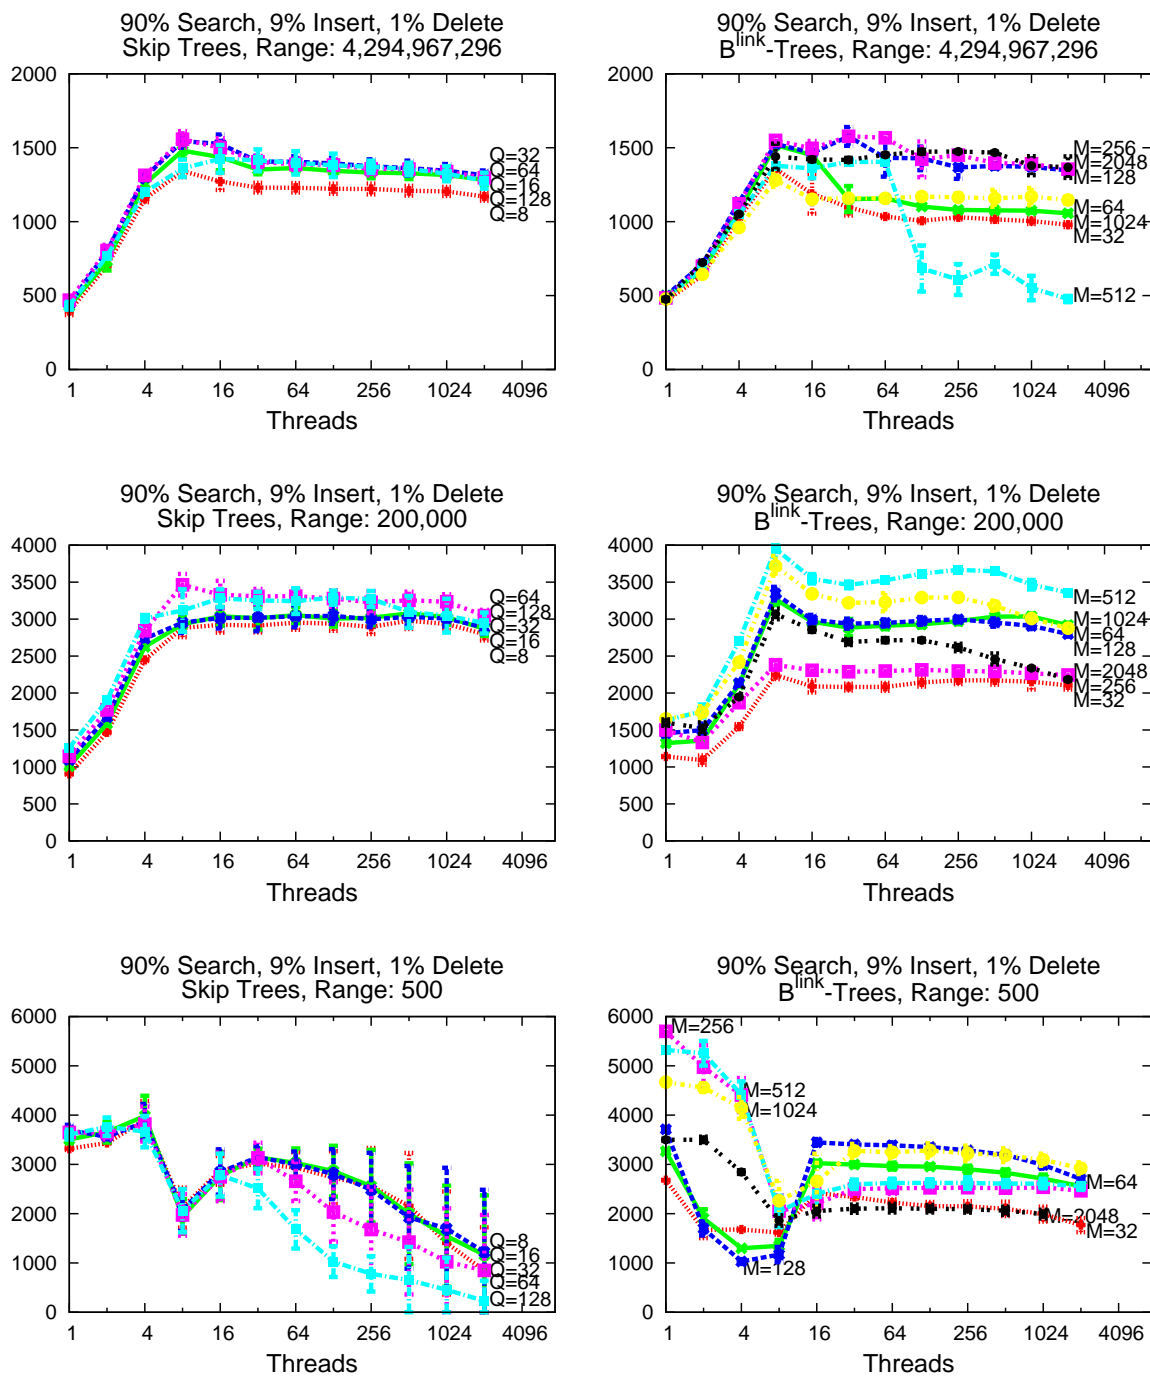 90% Search, 9% Insert, 1% Delete
Skip Trees, Range: 4,294,967,296
2000
1500
1000
500
0
Q=32
Q=64
Q=16
Q=128
Q=8
1 4 16 64 256 1024 4096
Threads
90% Search, 9% Insert, 1% Delete
B^link-Trees, Range: 4,294,967,296
2000
1500
1000
500
0
M=256
M=2048
M=128
M=64
M=1024
M=32
M=512
1 4 16 64 256 1024 4096
Threads
90% Search, 9% Insert, 1% Delete
Skip Trees, Range: 200,000
4000
3500
3000
2500
2000
1500
1000
500
0
Q=64
Q=128
Q=32
Q=16
Q=8
1 4 16 64 256 1024 4096
Threads
90% Search, 9% Insert, 1% Delete
B^link-Trees, Range: 200,000
4000
3500
3000
2500
2000
1500
1000
500
0
M=512
M=1024
M=64
M=128
M=2048
M=256
M=32
1 4 16 64 256 1024 4096
Threads
90% Search, 9% Insert, 1% Delete
Skip Trees, Range: 500
6000
5000
4000
3000
2000
1000
0
Q=8
Q=16
Q=32
Q=64
Q=128
1 4 16 64 256 1024 4096
Threads
90% Search, 9% Insert, 1% Delete
B^link-Trees, Range: 500
6000
5000
4000
3000
2000
1000
0
M=256
M=512
M=1024
M=64
M=2048
M=32
M=128
1 4 16 64 256 1024 4096
Threads